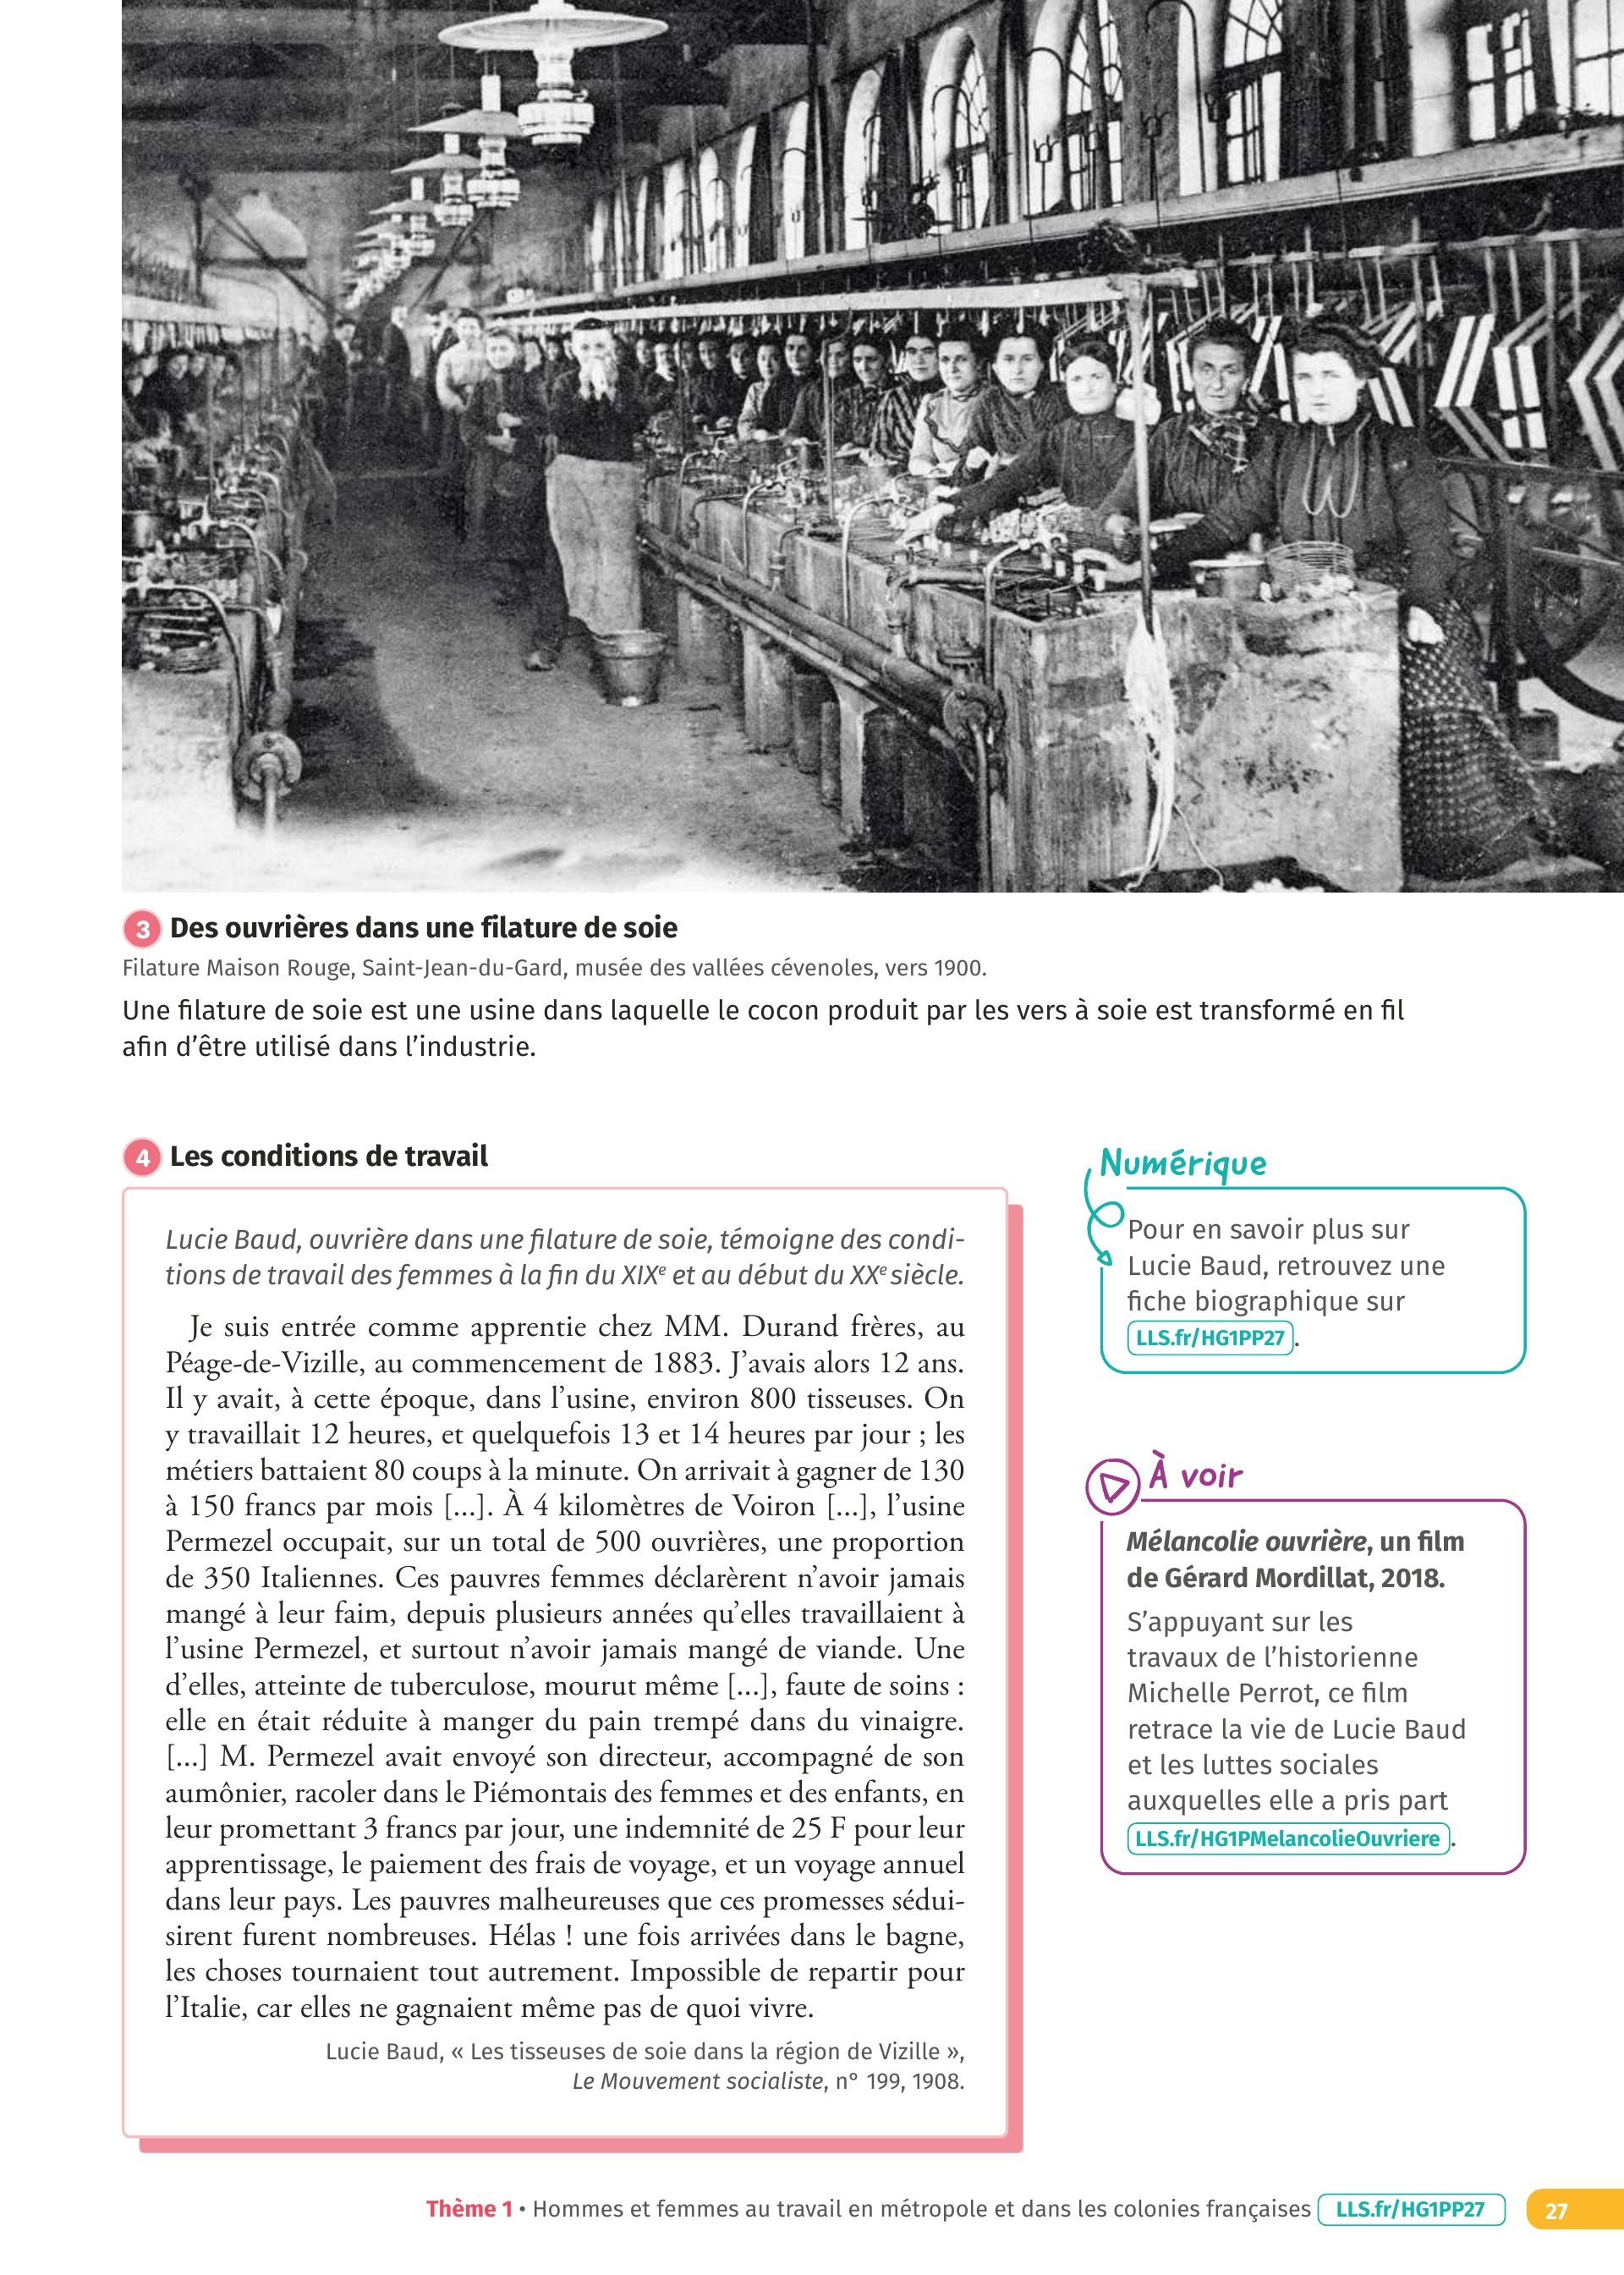 3 Des ouvrières dans une filature de soie
Filature Maison Rouge, Saint-Jean-du-Gard, musée des vallées cévenoles, vers 1900.
Une filature de soie est une usine dans laquelle le cocon produit par les vers à soie est transformé en fil
afin d’être utilisé dans l’industrie.
4 Les conditions de travail
Lucie Baud, ouvrière dans une filature de soie, témoigne des condi-
tions de travail des femmes à la fin du XIXe et au début du XXe siècle.
Je suis entrée comme apprentie chez MM. Durand frères, au
Péage-de-Vizille, au commencement de 1883. J’avais alors 12 ans.
Il y avait, à cette époque, dans l’usine, environ 800 tisseuses. On
y travaillait 12 heures, et quelquefois 13 et 14 heures par jour ; les
métiers battaient 80 coups à la minute. On arrivait à gagner de 130
à 150 francs par mois [...]. À 4 kilomètres de Voiron [...], l’usine
Permezel occupait, sur un total de 500 ouvrières, une proportion
de 350 Italiennes. Ces pauvres femmes déclarèrent n’avoir jamais
mangé à leur faim, depuis plusieurs années qu’elles travaillaient à
l’usine Permezel, et surtout n’avoir jamais mangé de viande. Une
d’elles, atteinte de tuberculose, mourut même [...], faute de soins :
elle en était réduite à manger du pain trempé dans du vinaigre.
[...] M. Permezel avait envoyé son directeur, accompagné de son
aumônier, racoler dans le Piémontais des femmes et des enfants, en
leur promettant 3 francs par jour, une indemnité de 25 F pour leur
apprentissage, le paiement des frais de voyage, et un voyage annuel
dans leur pays. Les pauvres malheureuses que ces promesses sédui-
sirent furent nombreuses. Hélas ! une fois arrivées dans le bagne,
les choses tournaient tout autrement. Impossible de repartir pour
l’Italie, car elles ne gagnaient même pas de quoi vivre.
Lucie Baud, « Les tisseuses de soie dans la région de Vizille »,
Le Mouvement socialiste, n° 199, 1908.
Numérique
Pour en savoir plus sur
Lucie Baud, retrouvez une
fiche biographique sur
LLS.fr/HG1PP27.
À voir
Mélancolie ouvrière, un film
de Gérard Mordillat, 2018.
S’appuyant sur les
travaux de l’historienne
Michelle Perrot, ce film
retrace la vie de Lucie Baud
et les luttes sociales
auxquelles elle a pris part
LLS.fr/HG1PMelancolieOuvriere.
Thème 1 • Hommes et femmes au travail en métropole et dans les colonies françaises LLS.fr/HG1PP27 27